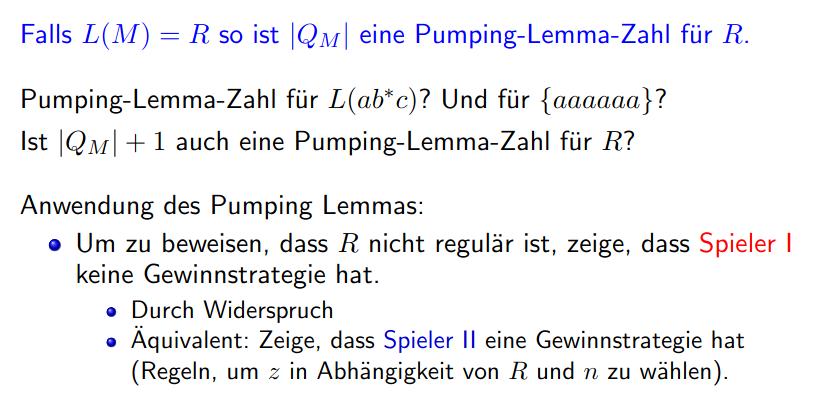 Falls L(M) = R so ist |Q_M| eine Pumping-Lemma-Zahl für R.
Pumping-Lemma-Zahl für L(ab*c)? Und für {aaaaaa}?
Ist |Q_M| + 1 auch eine Pumping-Lemma-Zahl für R?
Anwendung des Pumping Lemmas:
Um zu beweisen, dass R nicht regulär ist, zeige, dass Spieler I
keine Gewinnstrategie hat.
Durch Widerspruch
Äquivalent: Zeige, dass Spieler II eine Gewinnstrategie hat
(Regeln, um z in Abhängigkeit von R und n zu wählen).